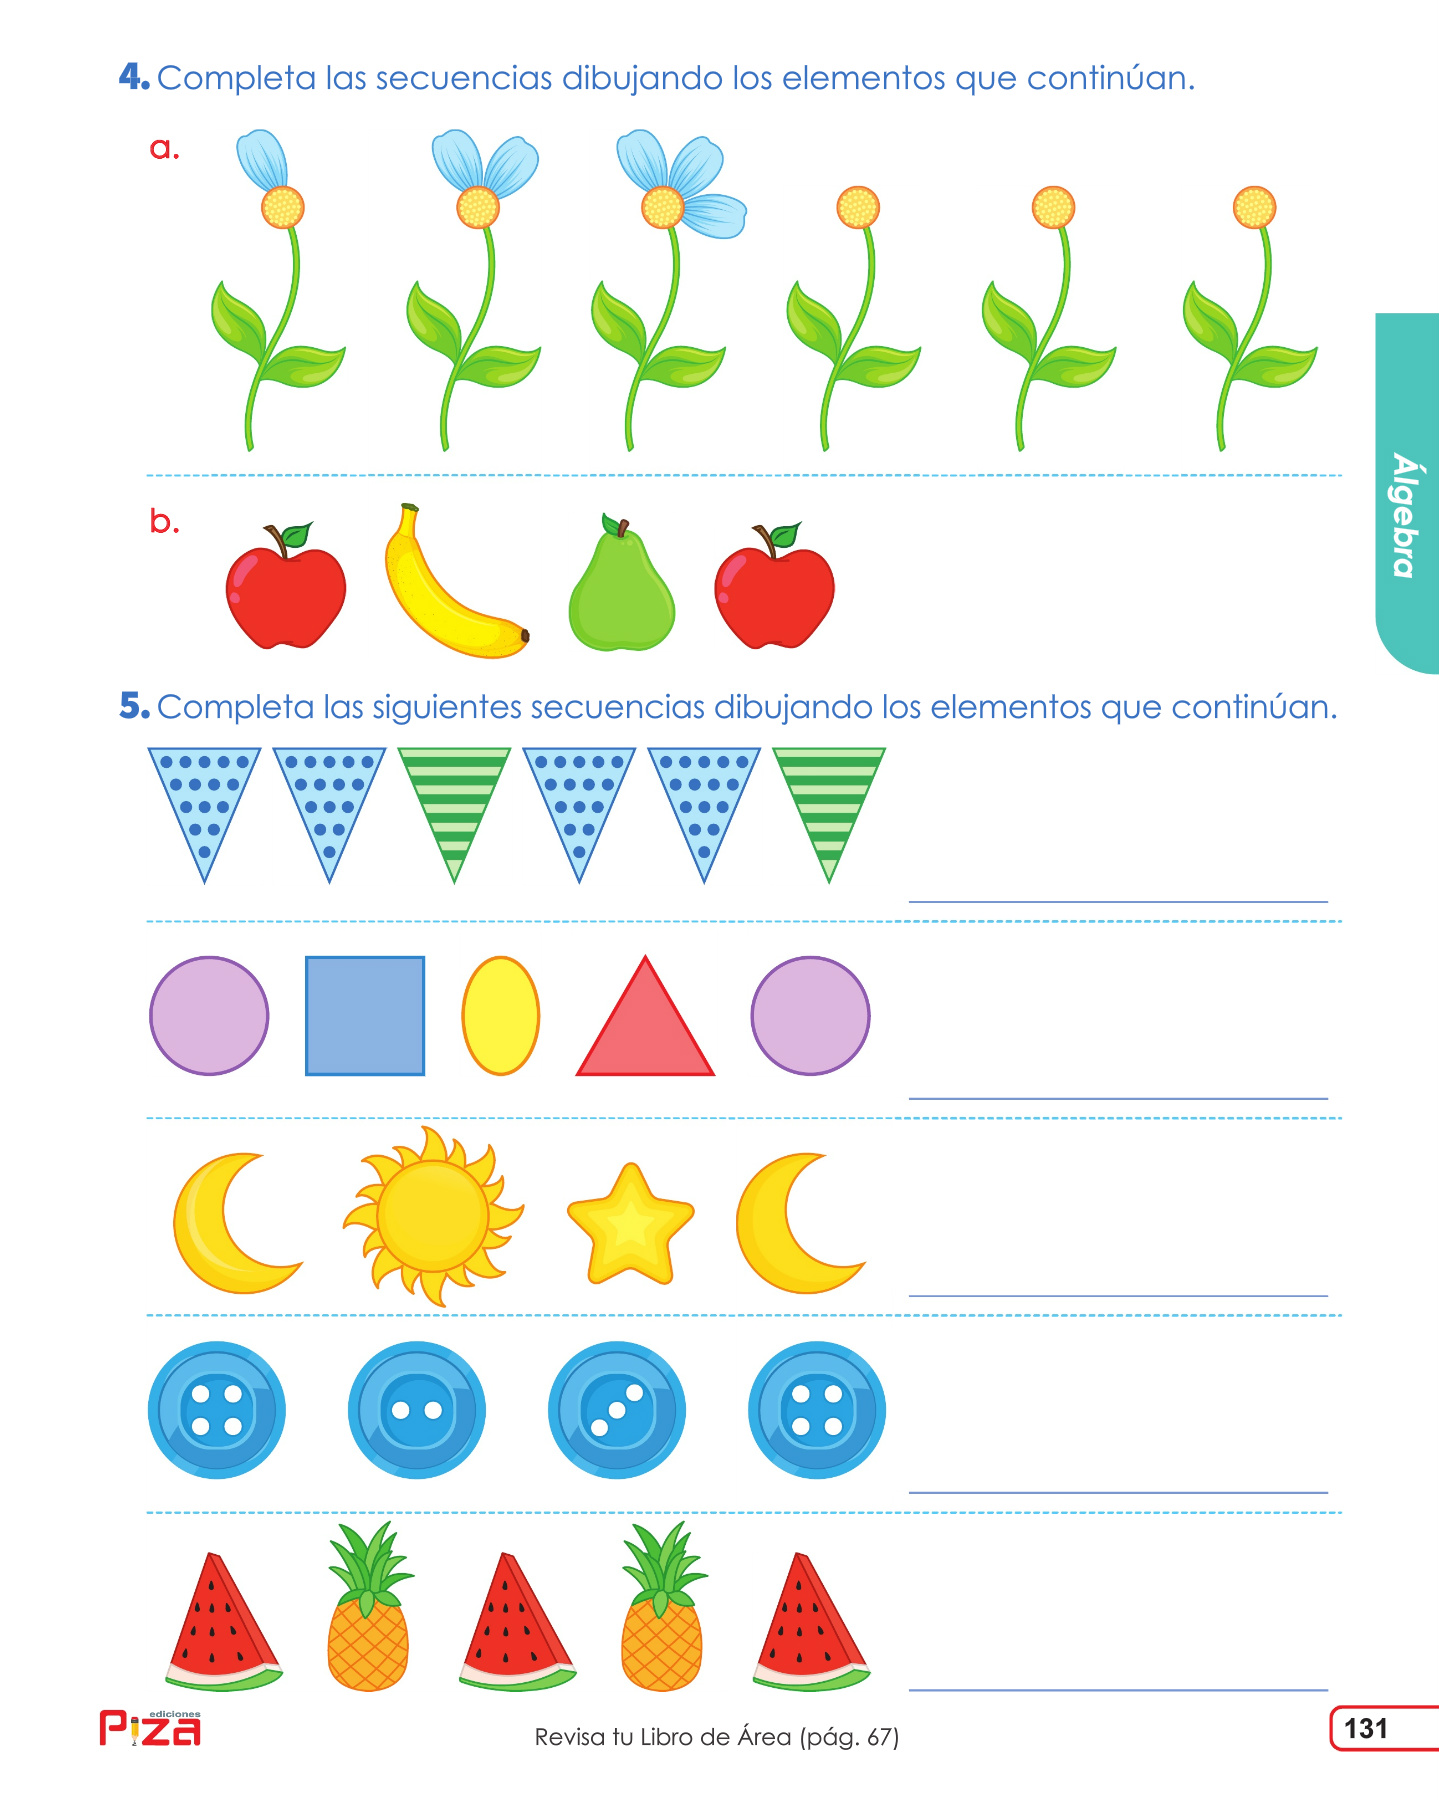 4. Completa las secuencias dibujando los elementos que continúan.
a.
b.
Álgebra
5. Completa las siguientes secuencias dibujando los elementos que continúan.
ediciones
Piza
Revisa tu Libro de Área (pág. 67)
131